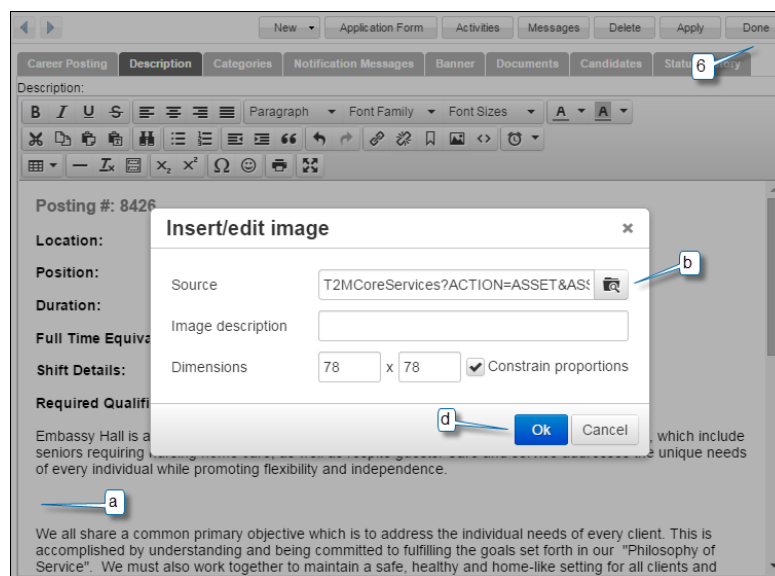 New Application Form Activities Messages Delete Apply Done
6
Career Posting Description Categories Notification Messages Banner Documents Candidates
Description:
B I U S Paragraph Font Family Font Sizes A A
Posting #: 8426
Location:
Position:
Duration:
Full Time
Shift Details:
Required
Insert/edit image
Source T2MCoreServices?ACTION=ASSET&AS
b
Image description
Dimensions 78 x 78 Constrain proportions
d
Ok Cancel
Embassy Hall is a , which include
seniors requiring unique needs
of every individual while promoting flexibility and independence.
a
We all share a common primary objective which is to address the individual needs of every client. This is
accomplished by understanding and being committed to fulfilling the goals set forth in our "Philosophy of
Service". We must also work together to maintain a safe, healthy and home-like setting for all clients and